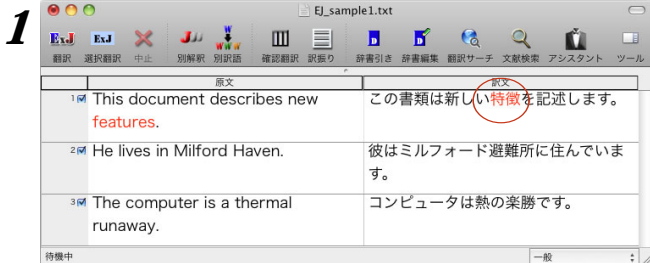 1
EJ_sample1.txt
ExJ ExJ
翻訳 選択翻訳 中止 別解釈 別訳語 確認翻訳 訳振り 辞書引き 辞書編集 翻訳サーチ 文献検索 アシスタント ツール
原文 訳文
1 This document describes new
features.
この書類は新しい特徴を記述します。
2 He lives in Milford Haven.
彼はミルフォード避難所に住んでいま
す。
3 The computer is a thermal
runaway.
コンピュータは熱の楽勝です。
待機中 一般